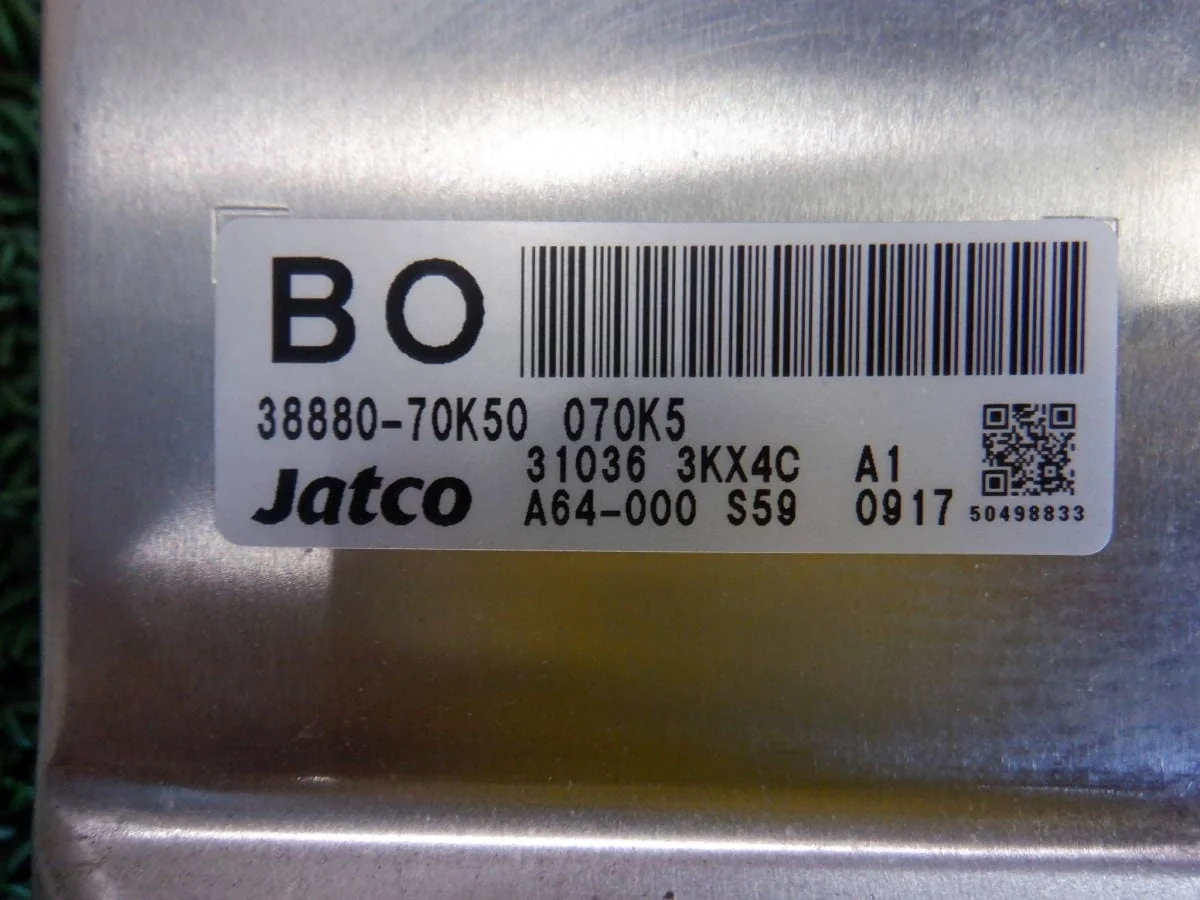 BO
38880-70K50 070K5
31036 3KX4C A1
Jatco A64-000 S59 0917 50498833